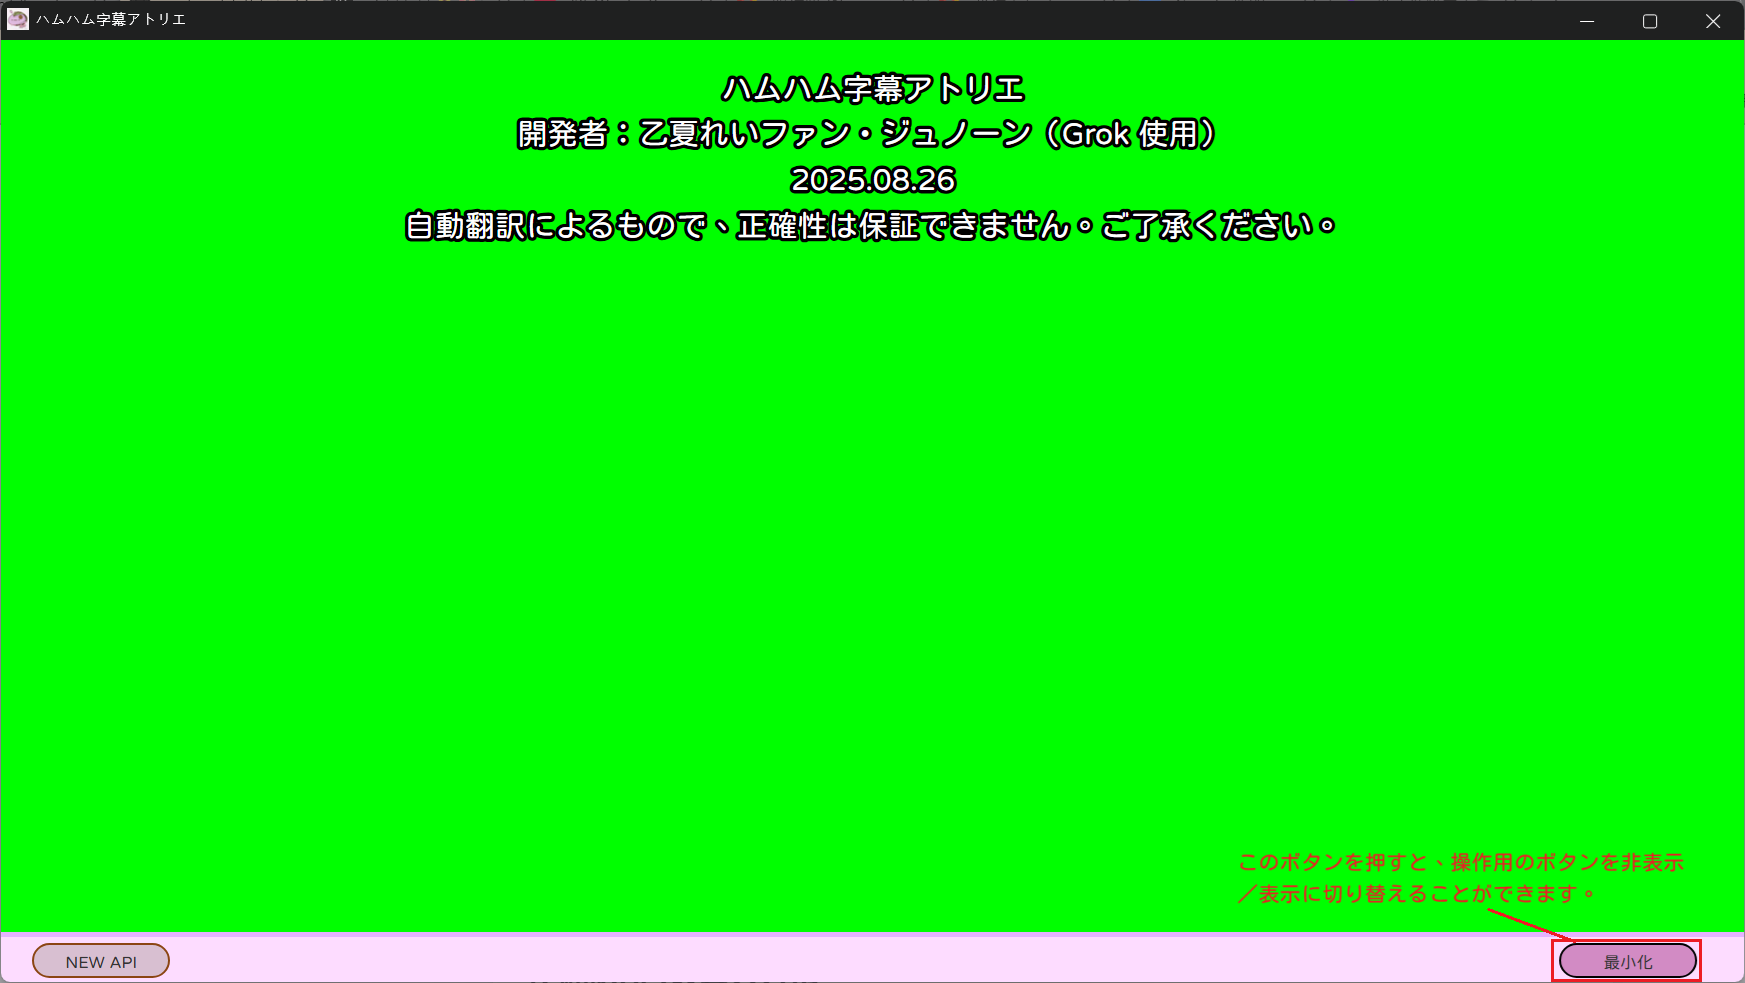 ハムハム字幕アトリエ
ハムハム字幕アトリエ
開発者：乙夏れいファン・ジュノーン（Grok 使用）
2025.08.26
自動翻訳によるもので、正確性は保証できません。ご了承ください。
このボタンを押すと、操作用のボタンを非表示
／表示に切り替えることができます。
NEW API
最小化